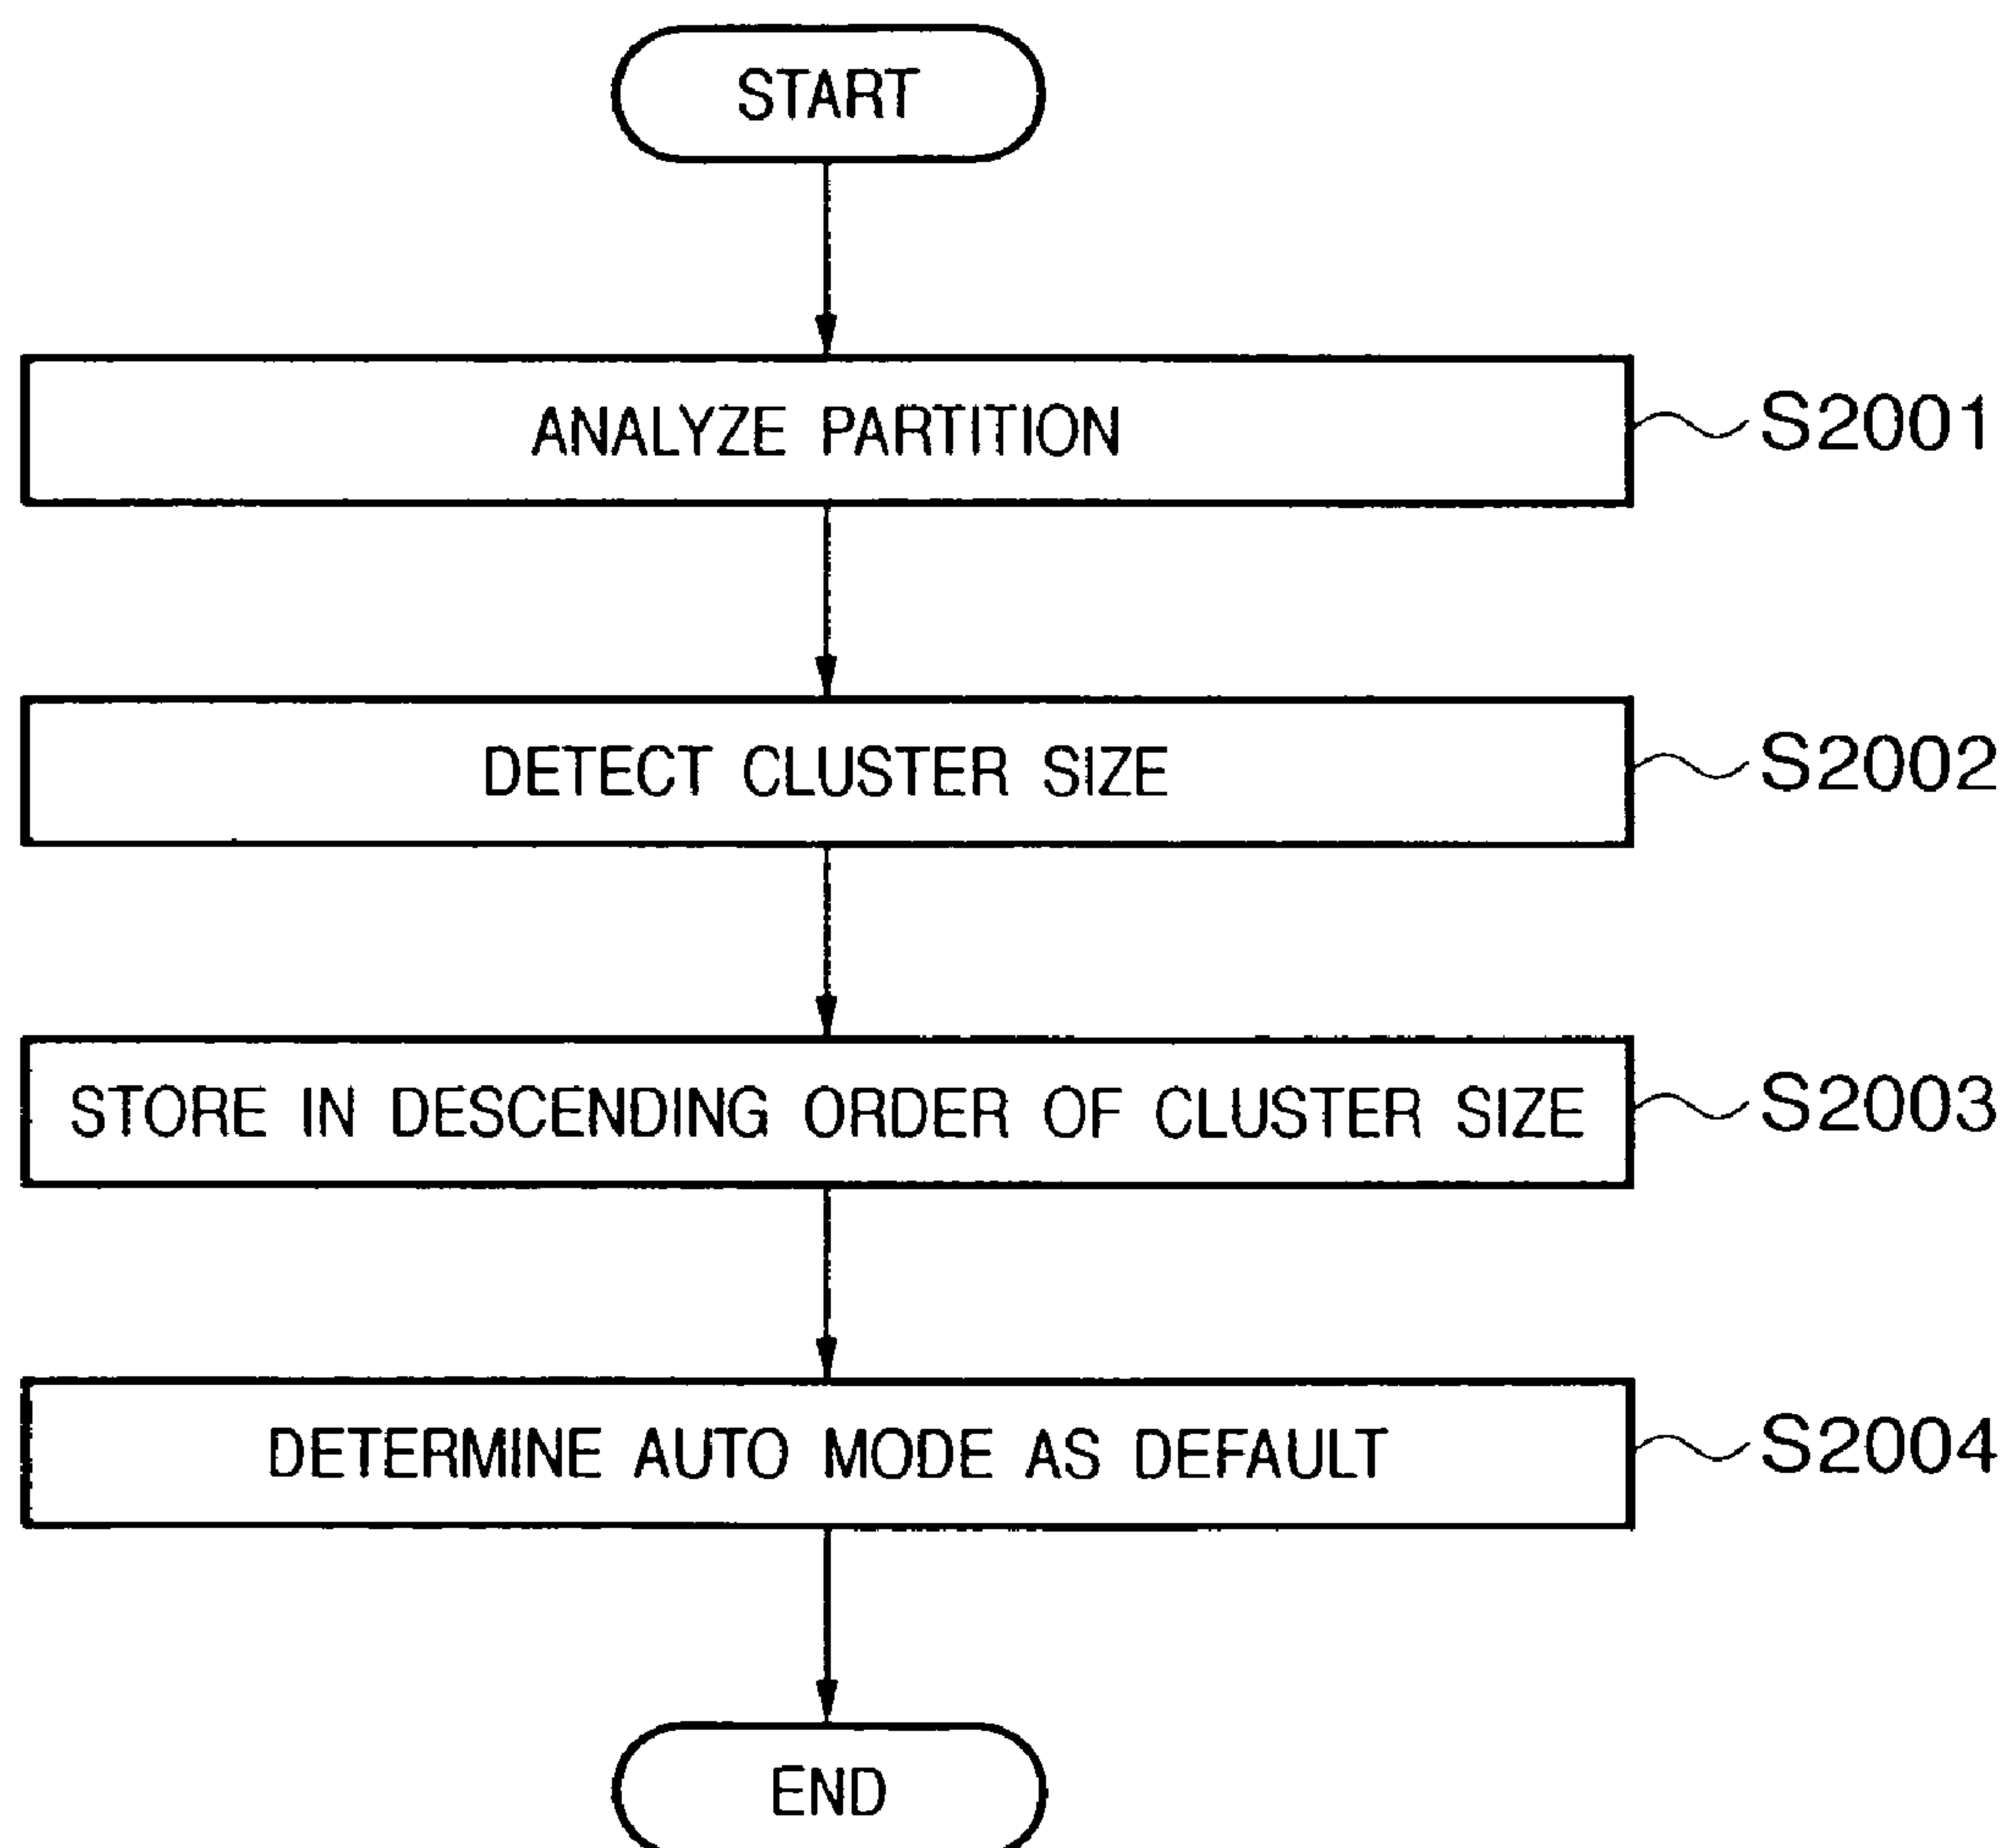 START
ANALYZE PARTITION
S2001
DETECT CLUSTER SIZE
S2002
STORE IN DESCENDING ORDER OF CLUSTER SIZE
S2003
DETERMINE AUTO MODE AS DEFAULT
S2004
END